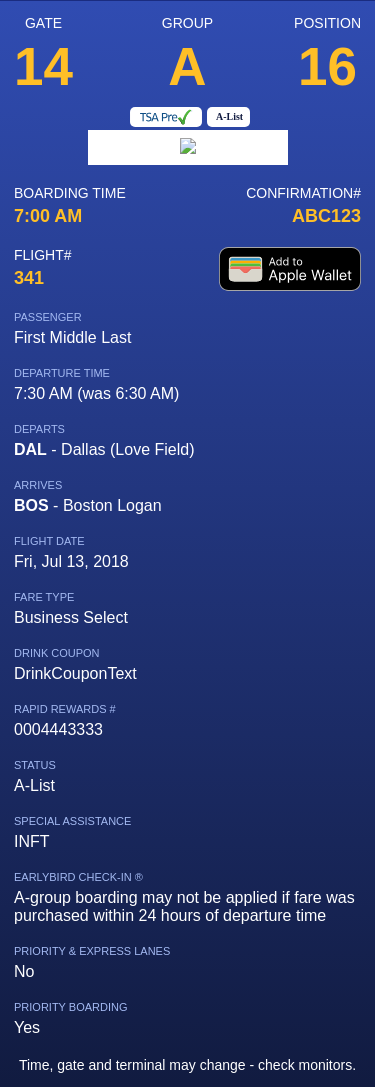 GATE GROUP POSITION
14 A 16
TSA Pre✓ A-List
BOARDING TIME CONFIRMATION#
7:00 AM ABC123
FLIGHT#
341
Add to
Apple Wallet
PASSENGER
First Middle Last
DEPARTURE TIME
7:30 AM (was 6:30 AM)
DEPARTS
DAL - Dallas (Love Field)
ARRIVES
BOS - Boston Logan
FLIGHT DATE
Fri, Jul 13, 2018
FARE TYPE
Business Select
DRINK COUPON
DrinkCouponText
RAPID REWARDS #
0004443333
STATUS
A-List
SPECIAL ASSISTANCE
INFT
EARLYBIRD CHECK-IN ®
A-group boarding may not be applied if fare was
purchased within 24 hours of departure time
PRIORITY & EXPRESS LANES
No
PRIORITY BOARDING
Yes
Time, gate and terminal may change - check monitors.